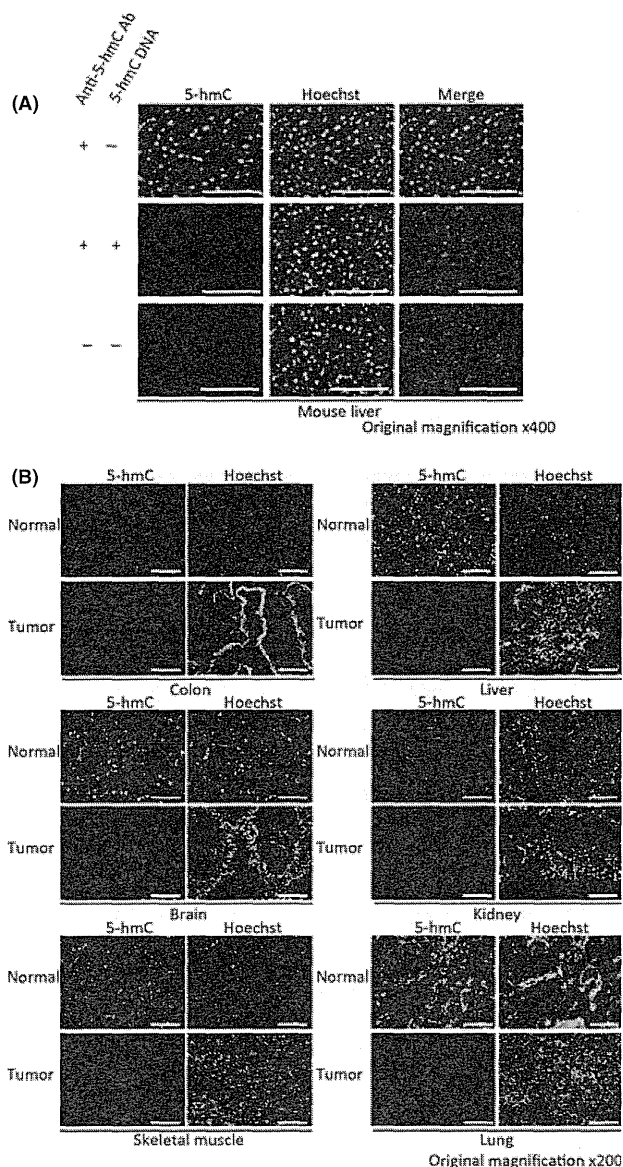 Anti-5-hmC Ab
5-hmC DNA
(A)
5-hmC Hoechst Merge
+ −
+ +
− −
Mouse liver
Original magnification x400
(B)
5-hmC Hoechst 5-hmC Hoechst
Normal Normal
Tumor Tumor
Colon Liver
5-hmC Hoechst 5-hmC Hoechst
Normal Normal
Tumor Tumor
Brain Kidney
5-hmC Hoechst 5-hmC Hoechst
Normal Normal
Tumor Tumor
Skeletal muscle Lung
Original magnification x200